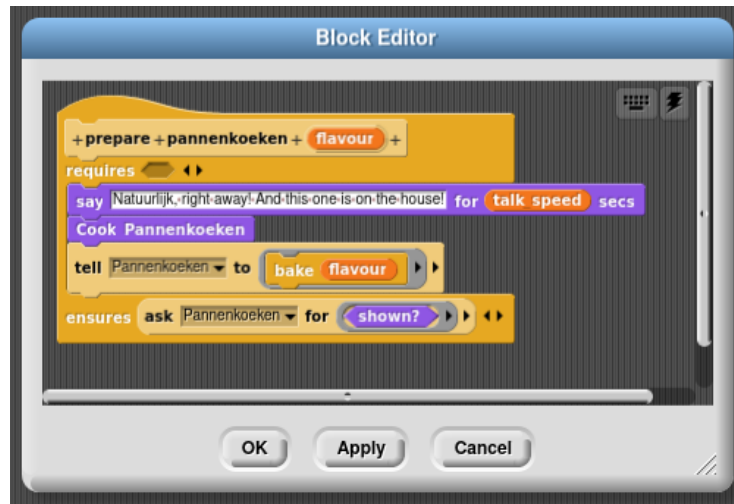 Block Editor
+prepare+pannenkoeken+ flavour +
requires
say Natuurlijk, right away! And this one is on the house! for talk speed secs
Cook Pannenkoeken
tell Pannenkoeken to bake flavour
ensures ask Pannenkoeken for shown?
OK Apply Cancel